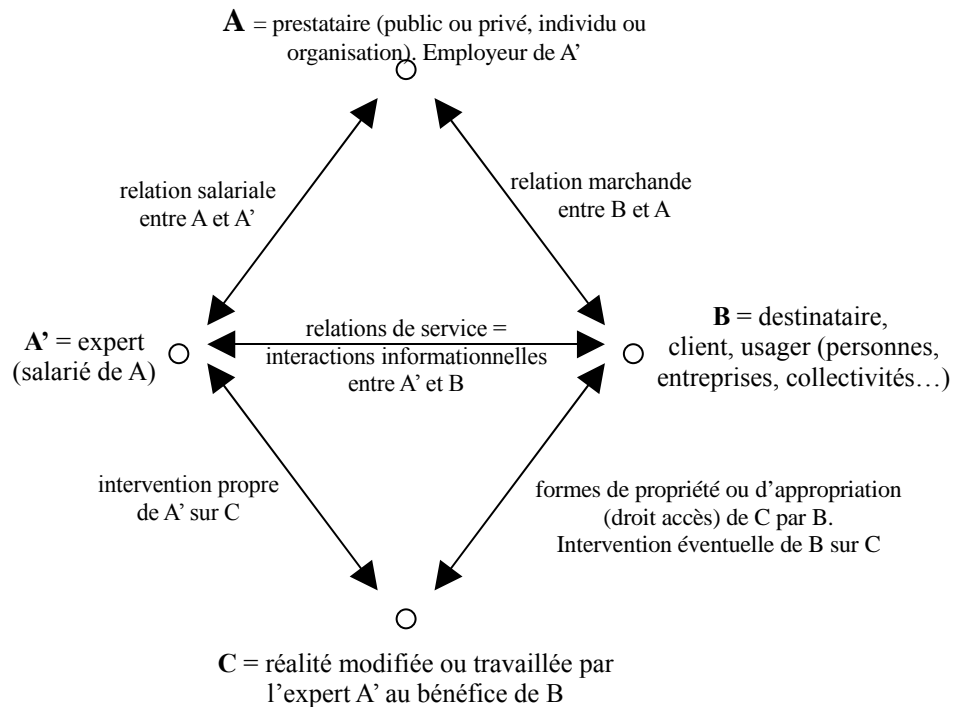 A = prestataire (public ou privé, individu ou
organisation). Employeur de A’
relation salariale
entre A et A’
relation marchande
entre B et A
A’ = expert
(salarié de A)
relations de service =
interactions informationnelles
entre A’ et B
B = destinataire,
client, usager (personnes,
entreprises, collectivités…)
intervention propre
de A’ sur C
formes de propriété ou d’appropriation
(droit accès) de C par B.
Intervention éventuelle de B sur C
C = réalité modifiée ou travaillée par
l’expert A’ au bénéfice de B